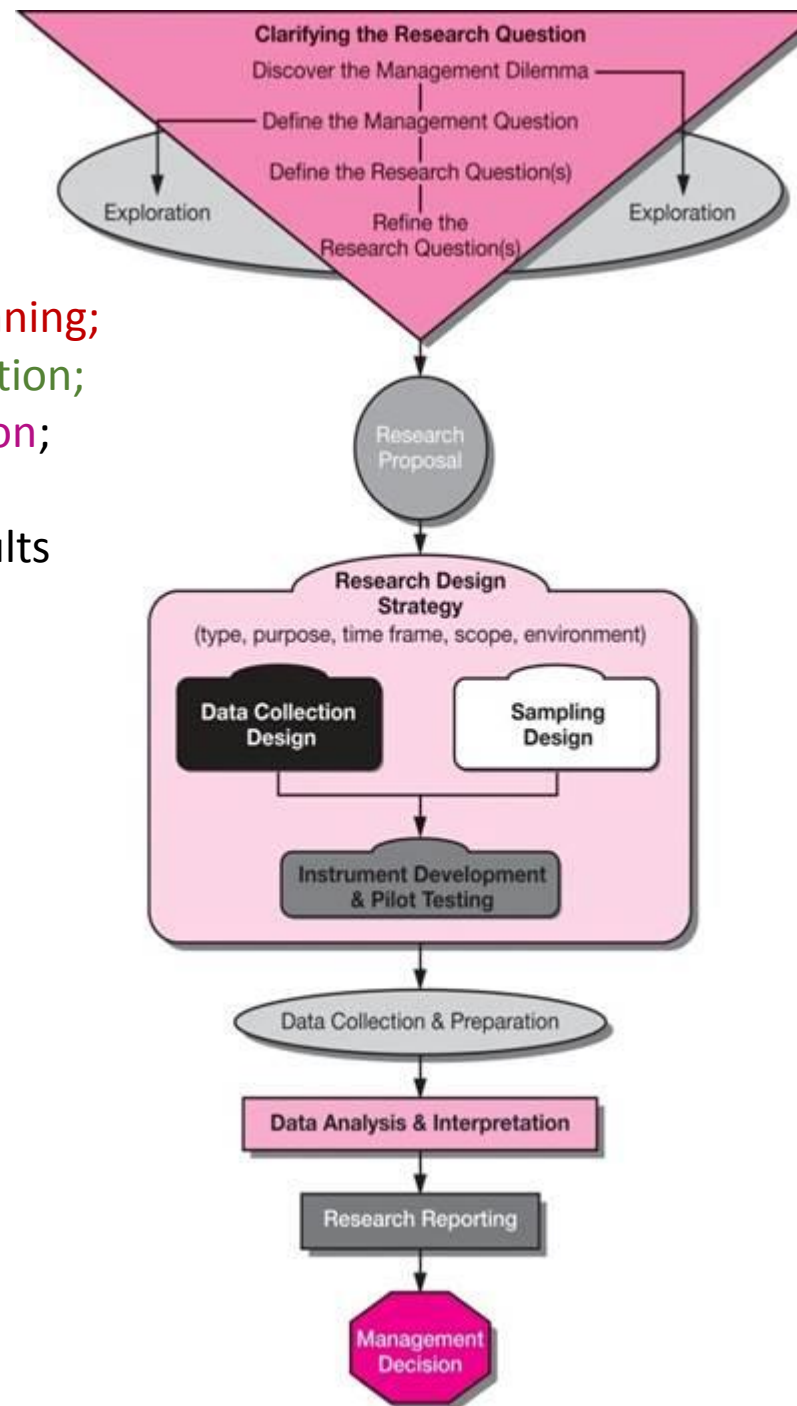 Clarifying the Research Question
Discover the Management Dilemma
Define the Management Question
Define the Research Question(s)
Exploration
Exploration
Refine the
Research Question(s)
ning;
tion;
on;
ults
Research
Proposal
Research Design
Strategy
(type, purpose, time frame, scope, environment)
Data Collection
Design
Sampling
Design
Instrument Development
& Pilot Testing
Data Collection & Preparation
Data Analysis & Interpretation
Research Reporting
Management
Decision